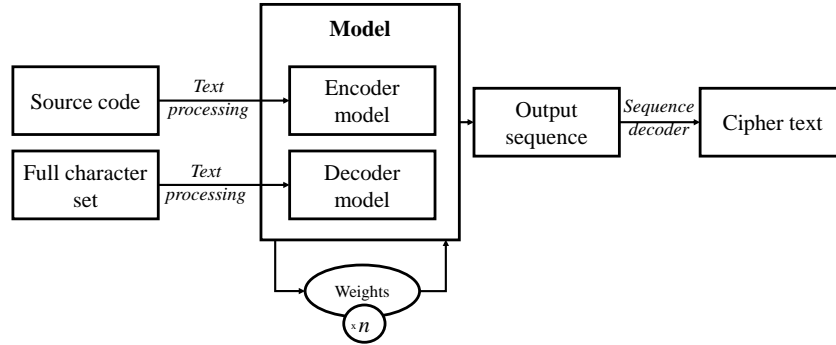 Model
Source code
Text
processing
Encoder
model
Output
sequence
Sequence
decoder
Cipher text
Full character
set
Text
processing
Decoder
model
Weights
x n